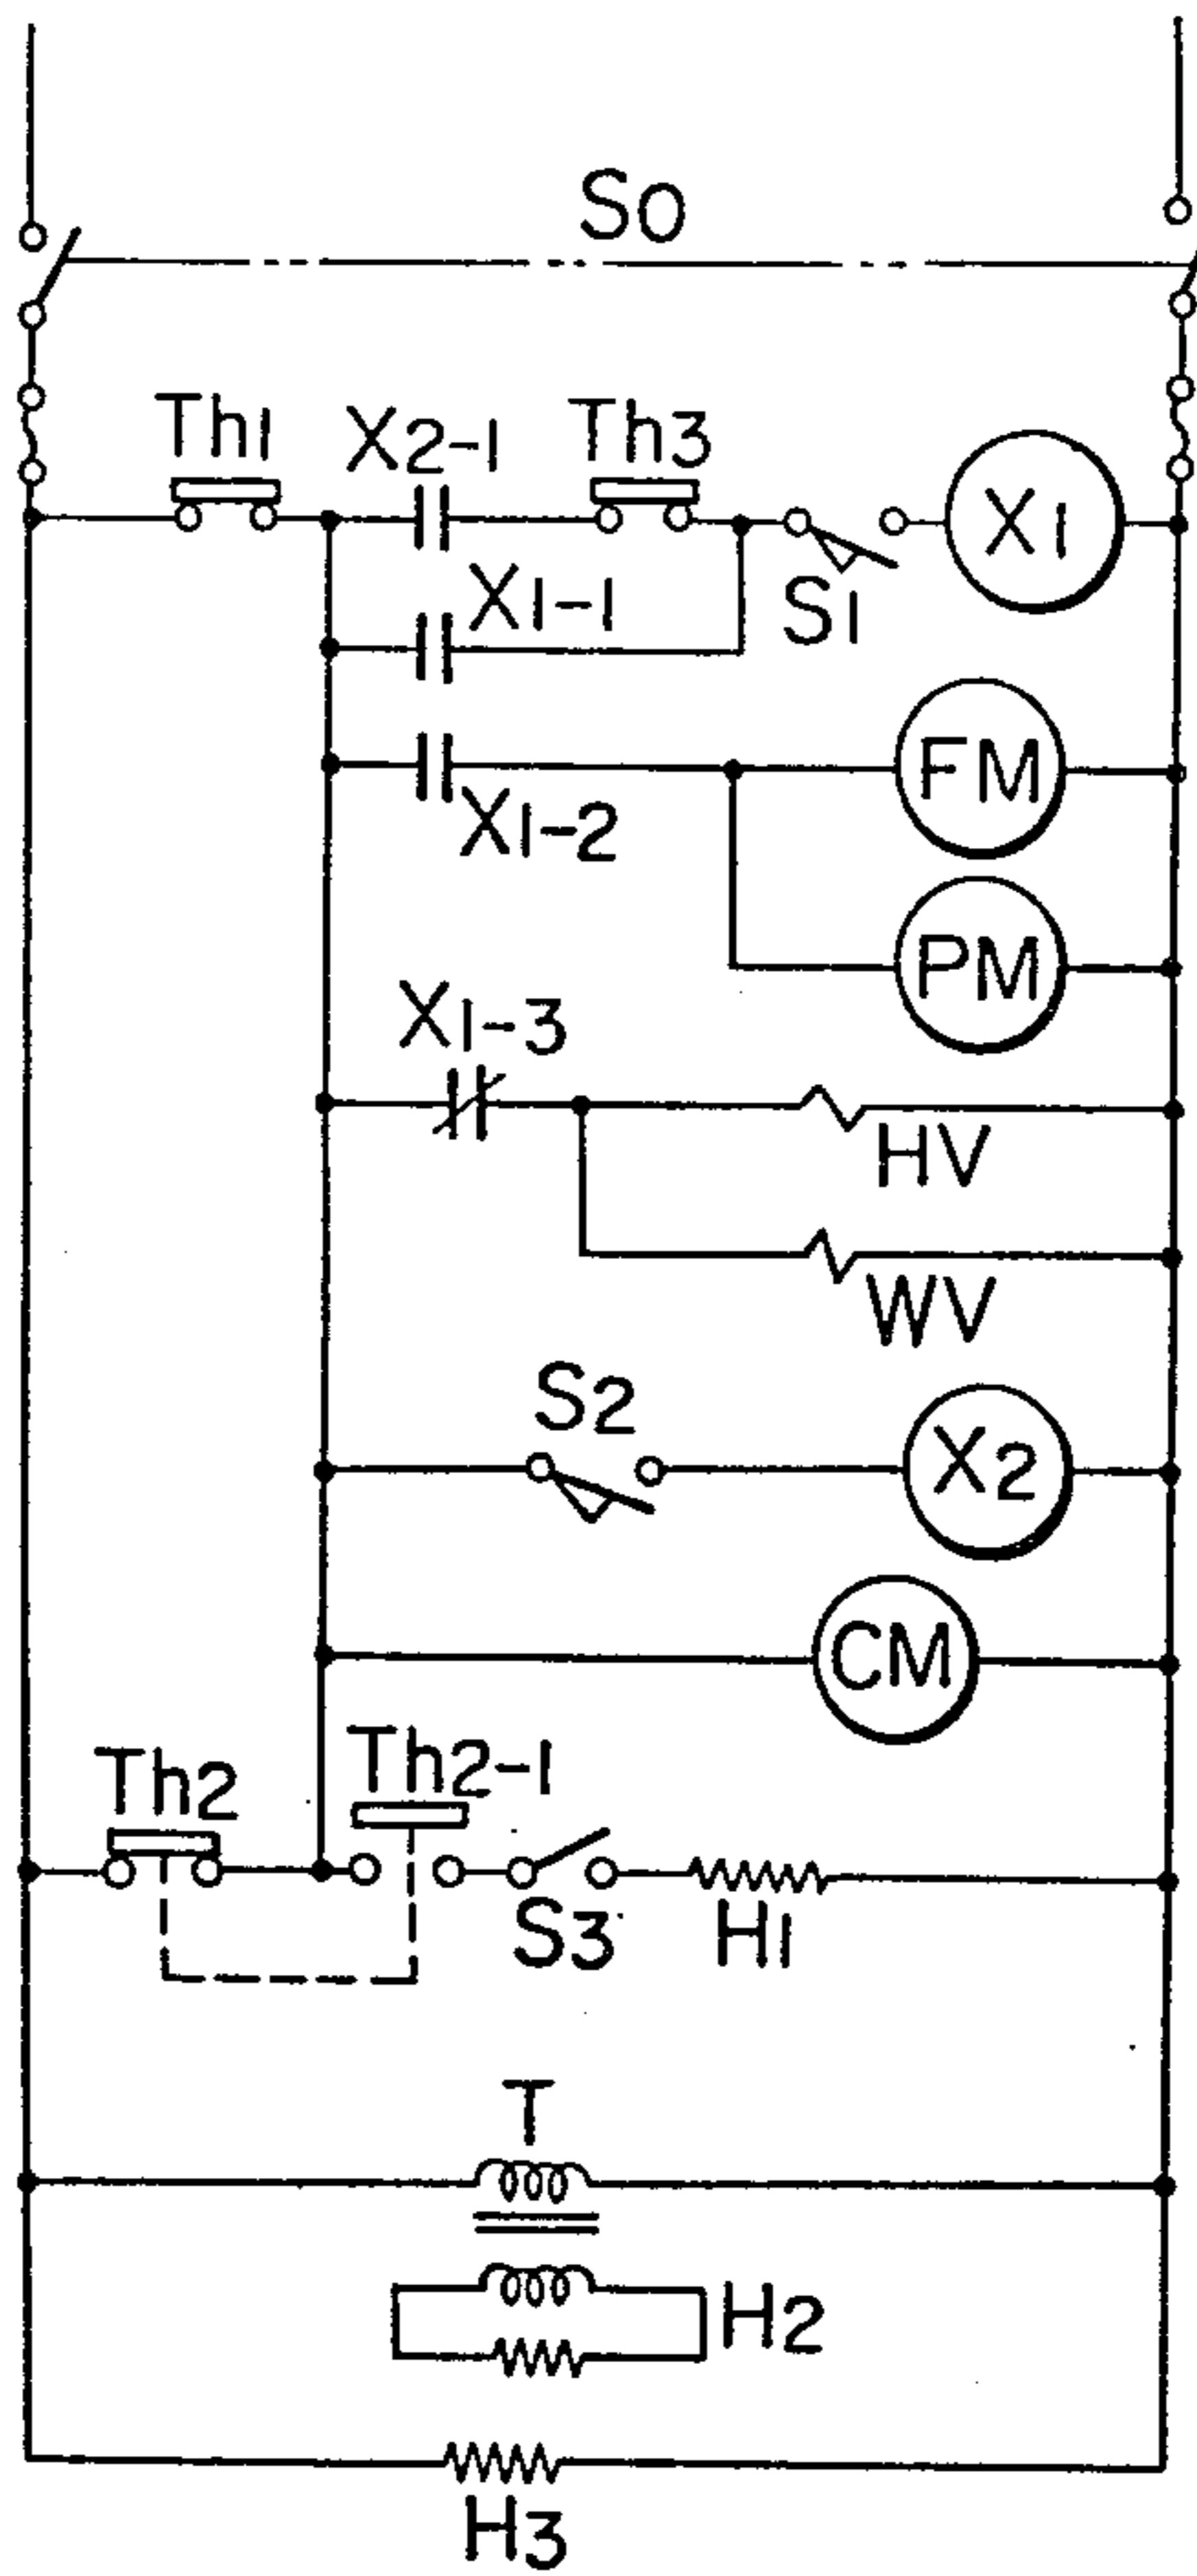 S0
Th1
X2-1
Th3
X1
X1-1
S1
FM
X1-2
PM
X1-3
HV
WV
S2
X2
CM
Th2
Th2-1
S3
H1
T
H2
H3